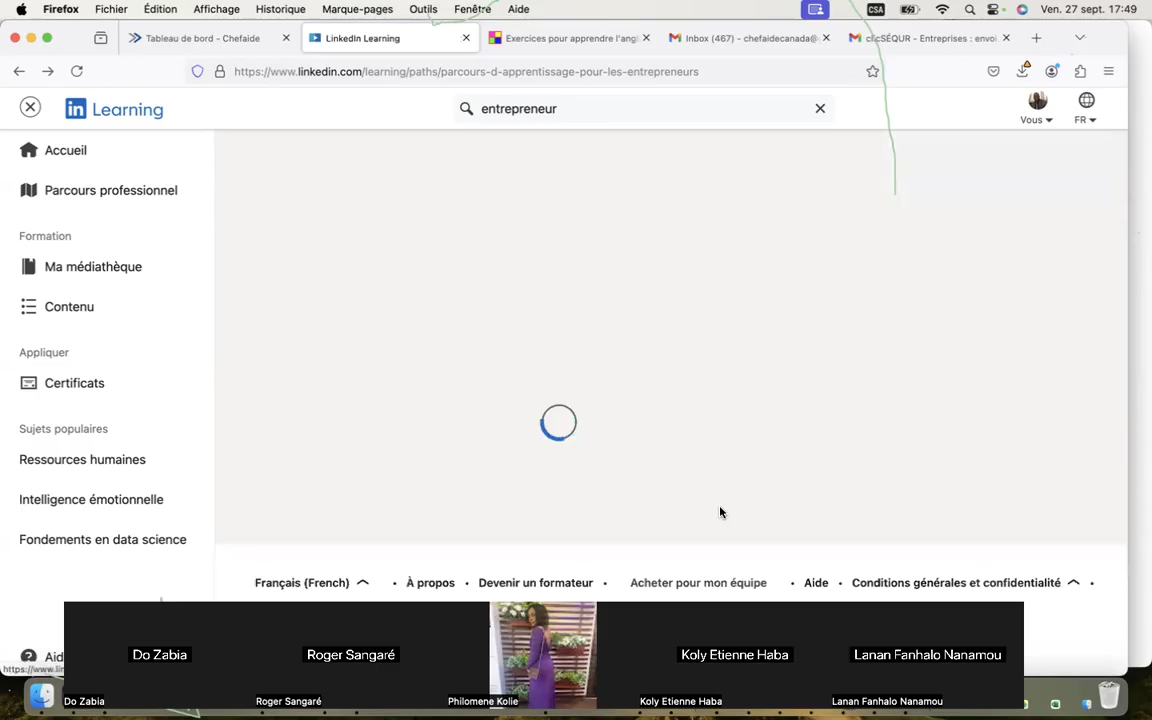 Firefox Fichier Édition Affichage Historique Marque-pages Outils Fenêtre Aide CSA Ven. 27 sept. 17:49
Tableau de bord - Chefaide LinkedIn Learning Exercices pour apprendre l'ang Inbox (467) - chefaidecanada@ clicSÉQUR - Entreprises : envoi
https://www.linkedin.com/learning/paths/parcours-d-apprentissage-pour-les-entrepreneurs
in Learning
entrepreneur
Vous FR
Accueil
Parcours professionnel
Formation
Ma médiathèque
Contenu
Appliquer
Certificats
Sujets populaires
Ressources humaines
Intelligence émotionnelle
Fondements en data science
Français (French) • À propos • Devenir un formateur • Acheter pour mon équipe • Aide • Conditions générales et confidentialité •
Do Zabia Roger Sangaré Koly Etienne Haba Lanan Fanhalo Nanamou
Do Zabia Roger Sangaré Philomene Kolie Koly Etienne Haba Lanan Fanhalo Nanamou